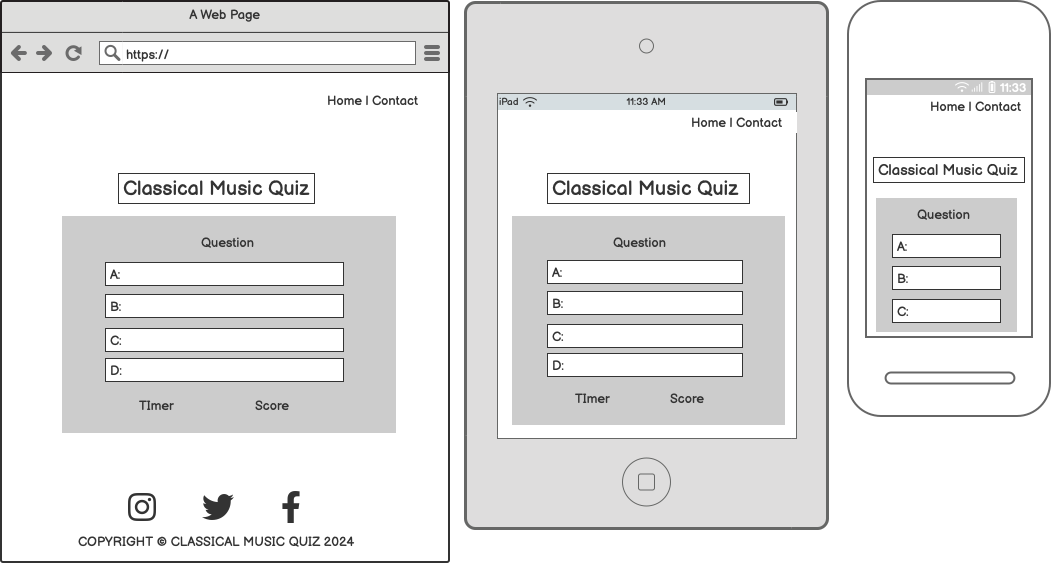 A Web Page
https://
Home | Contact
Classical Music Quiz
Question
A:
B:
C:
D:
TImer Score
COPYRIGHT © CLASSICAL MUSIC QUIZ 2024
iPad 11:33 AM
Home | Contact
Classical Music Quiz
Question
A:
B:
C:
D:
TImer Score
11:33
Home | Contact
Classical Music Quiz
Question
A:
B:
C: